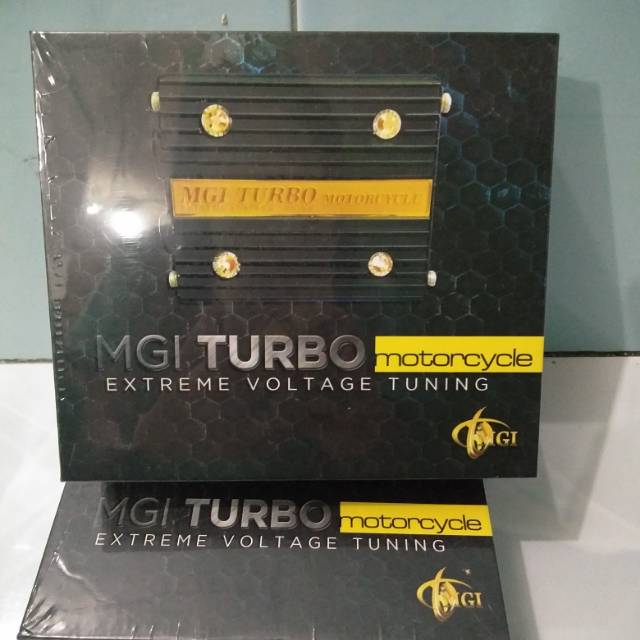 MGI TURBO MOTORCYCLE
MGI TURBO motorcycle
EXTREME VOLTAGE TUNING
MGI
MGI TURBO motorcycle
EXTREME VOLTAGE TUNING
MGI